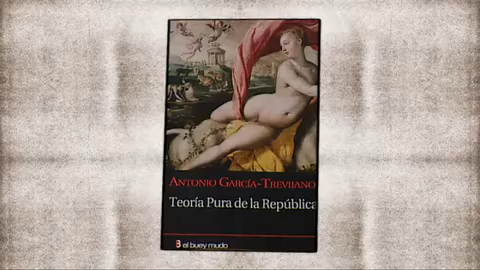 ANTONIO GARCÍA-TREVIJANO
Teoría Pura de la República
el buey mudo